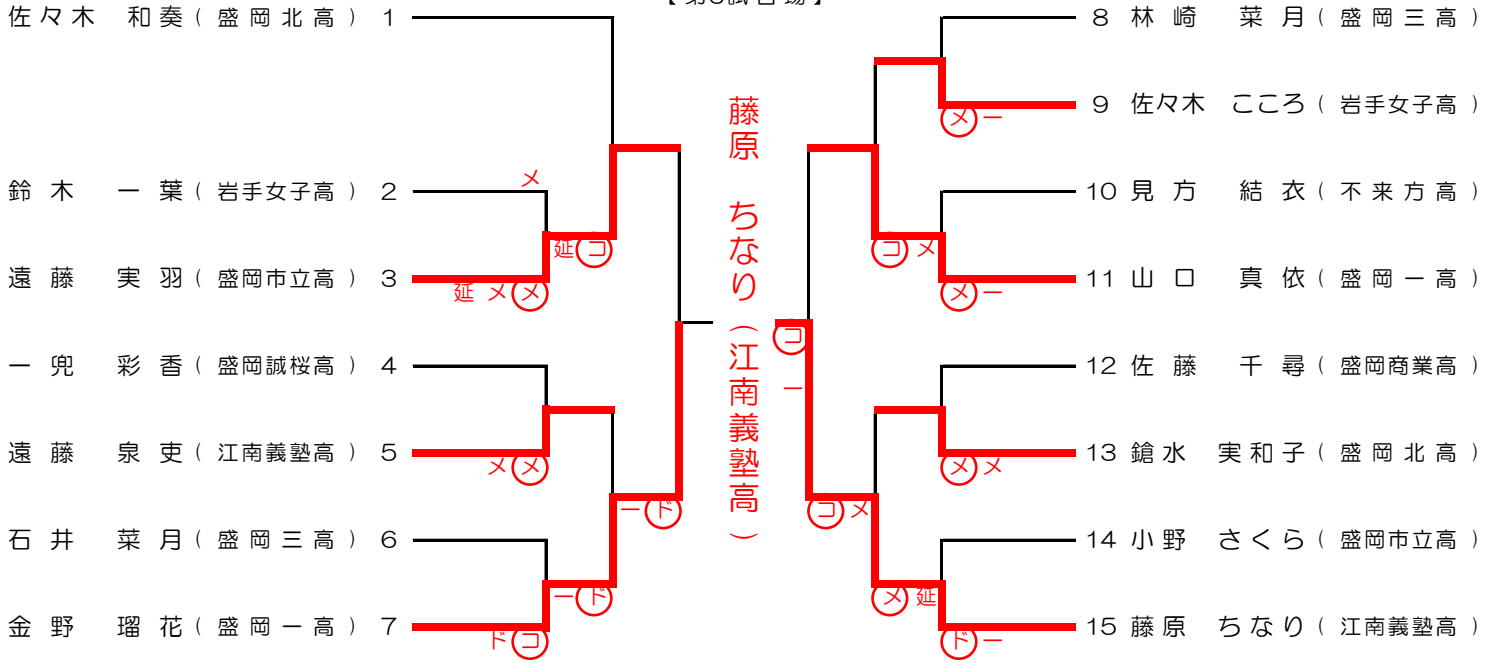 佐々木 和奏(盛岡北高) 1
鈴木 一葉(岩手女子高) 2
メ
延 コ
遠藤 実羽(盛岡市立高) 3
延 メ メ
一兜 彩香(盛岡誠桜高) 4
遠藤 泉吏(江南義塾高) 5
メ メ
ー ド
石井 菜月(盛岡三高) 6
ー ド
金野 瑠花(盛岡一高) 7
ド コ
藤原 ちなり(江南義塾高)
コ ー
8 林崎 菜月(盛岡三高)
9 佐々木 こころ(岩手女子高)
メ ー
10 見方 結衣(不来方高)
コ メ
11 山口 真依(盛岡一高)
メ ー
12 佐藤 千尋(盛岡商業高)
13 鎗水 実和子(盛岡北高)
メ メ
コ メ
14 小野 さくら(盛岡市立高)
メ 延
15 藤原 ちなり(江南義塾高)
ド ー